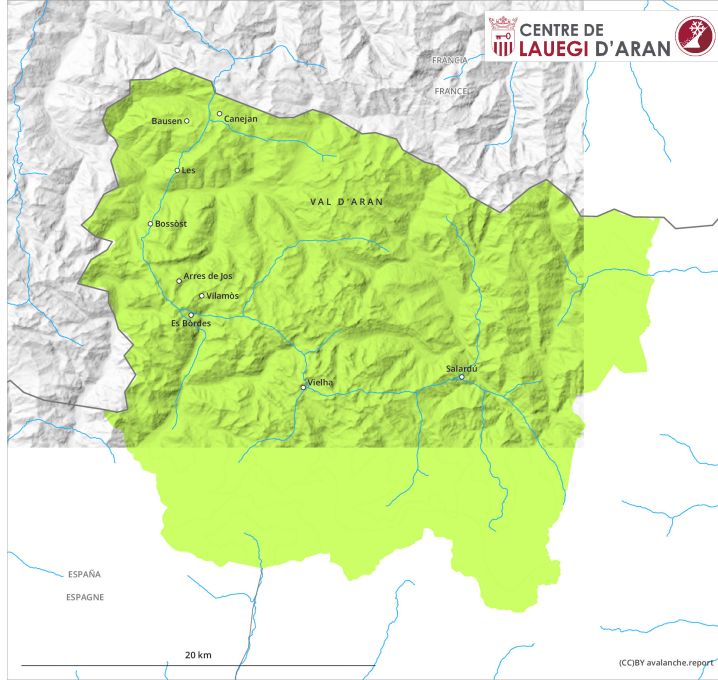 CENTRE DE
LAUEGI D'ARAN
FRANCIA
FRANCE
Canejan
Bausen
Les
VAL D'ARAN
Bossòst
Arres de Jos
Vilamòs
Es Bòrdes
Salardú
Vielha
ESPAÑA
ESPAGNE
20 km
(CC)BY avalanche.report